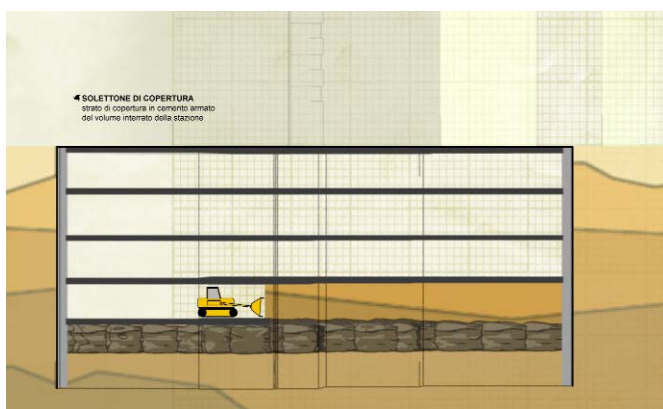 SOLETTONE DI COPERTURA
strato di copertura in cemento armato
del volume interrato della stazione